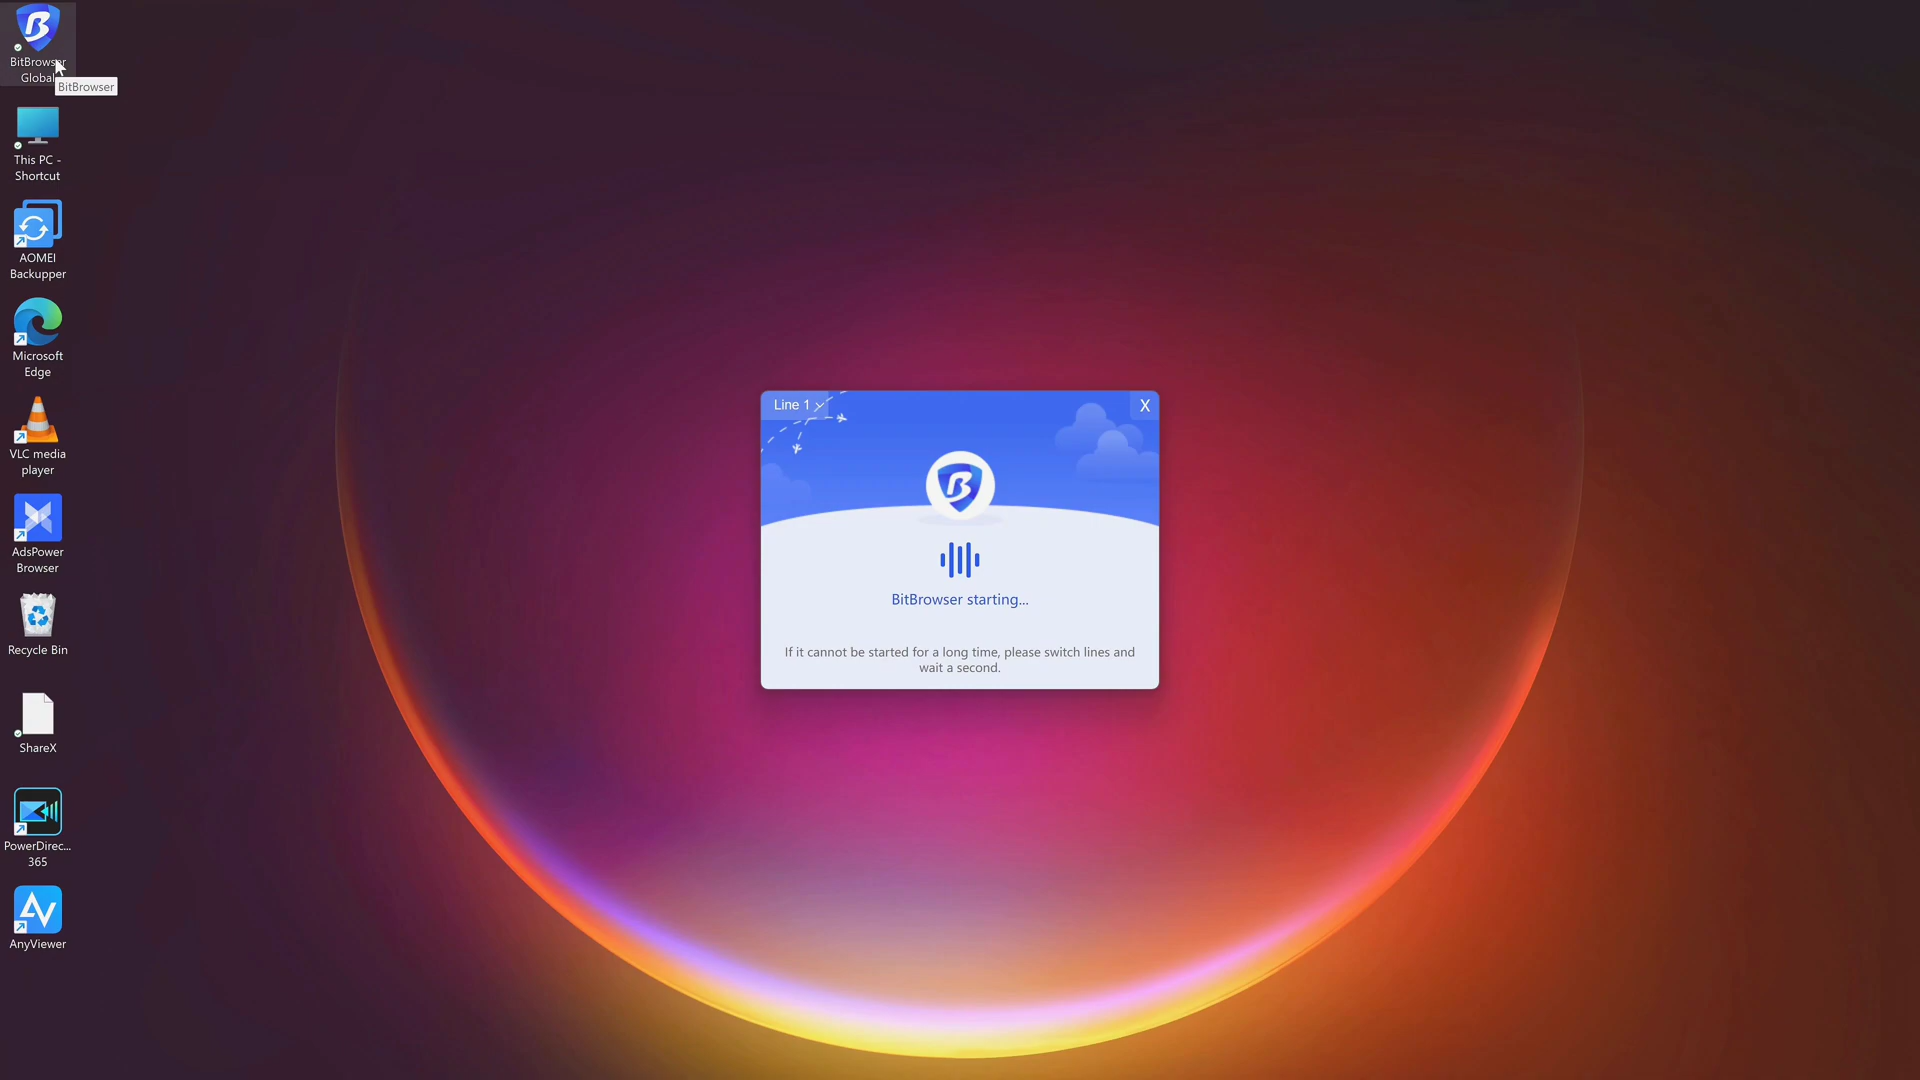 BitBrowser
Global
BitBrowser
This PC -
Shortcut
AOMEI
Backupper
Microsoft
Edge
VLC media
player
AdsPower
Browser
Recycle Bin
ShareX
PowerDirec...
365
AnyViewer
Line 1
X
BitBrowser starting...
If it cannot be started for a long time, please switch lines and
wait a second.